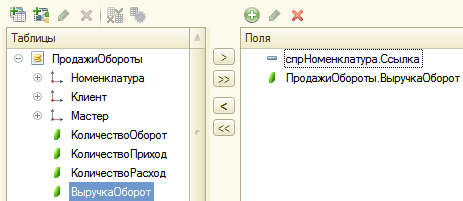 Таблицы
ПродажиОбороты
Номенклатура
Клиент
Мастер
КоличествоОборот
КоличествоПриход
КоличествоРасход
ВыручкаОборот
>
>>
<
<<
Поля
спрНоменклатура.Ссылка
ПродажиОбороты.ВыручкаОборот